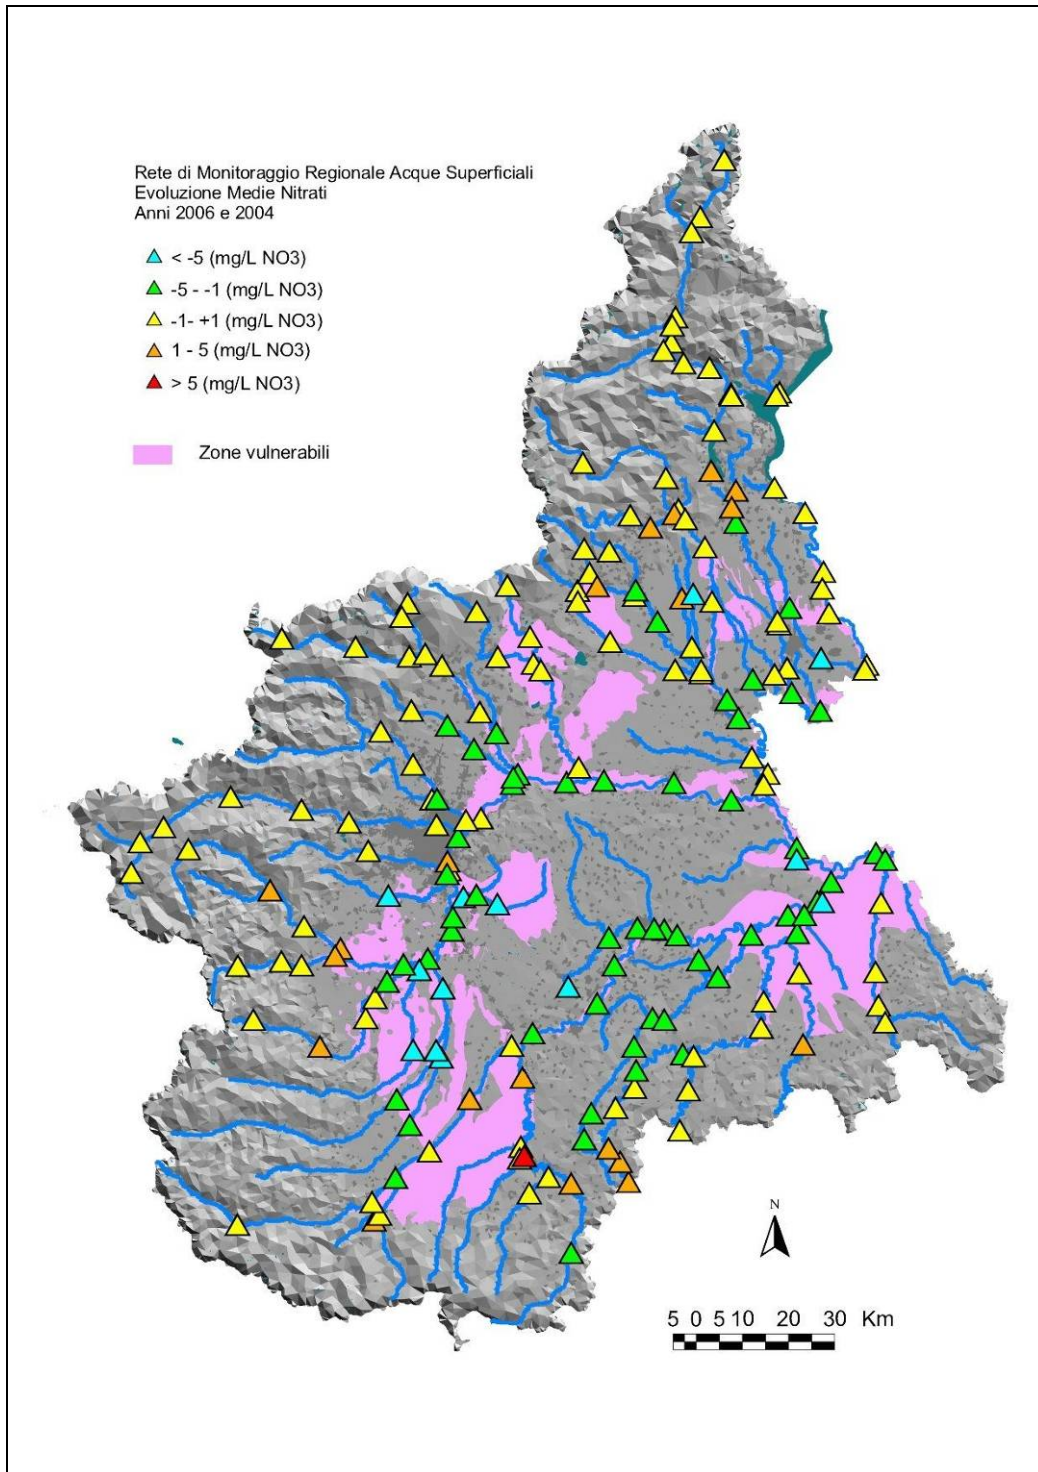 Rete di Monitoraggio Regionale Acque Superficiali
Evoluzione Medie Nitrati
Anni 2006 e 2004
< -5 (mg/L NO3)
-5 - -1 (mg/L NO3)
-1- +1 (mg/L NO3)
1 - 5 (mg/L NO3)
> 5 (mg/L NO3)
Zone vulnerabili
N
5 0 5 10 20 30 Km